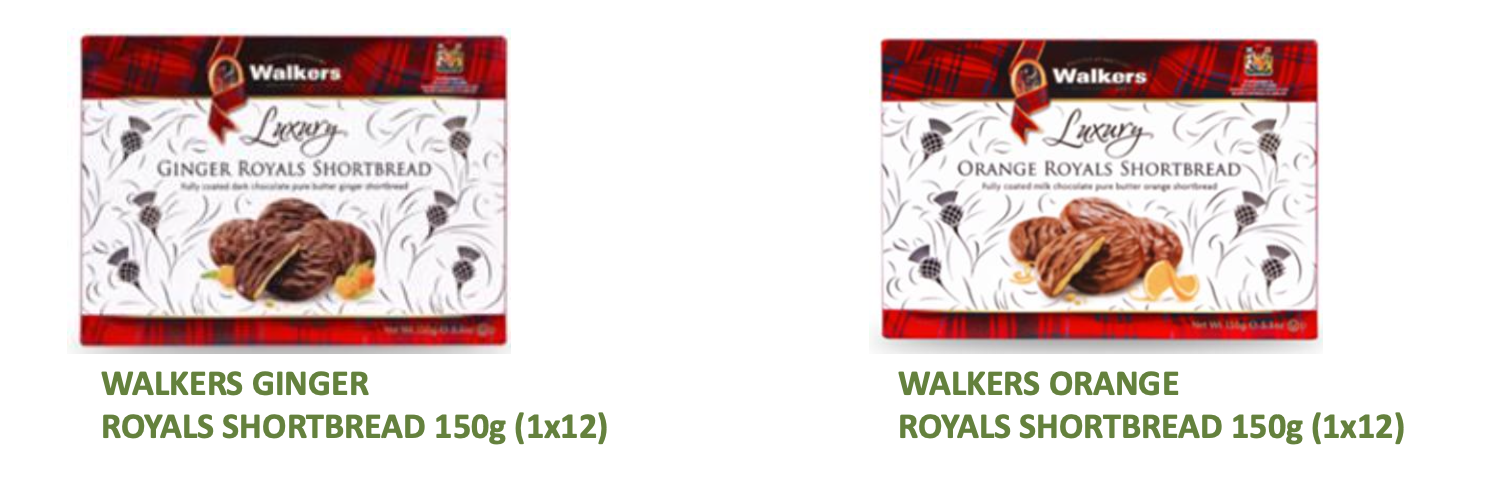 Walkers
Luxury
GINGER ROYALS SHORTBREAD
Fully coated dark chocolate pure butter ginger shortbread
WALKERS GINGER
ROYALS SHORTBREAD 150g (1x12)
Walkers
Luxury
ORANGE ROYALS SHORTBREAD
Fully coated milk chocolate pure butter orange shortbread
WALKERS ORANGE
ROYALS SHORTBREAD 150g (1x12)